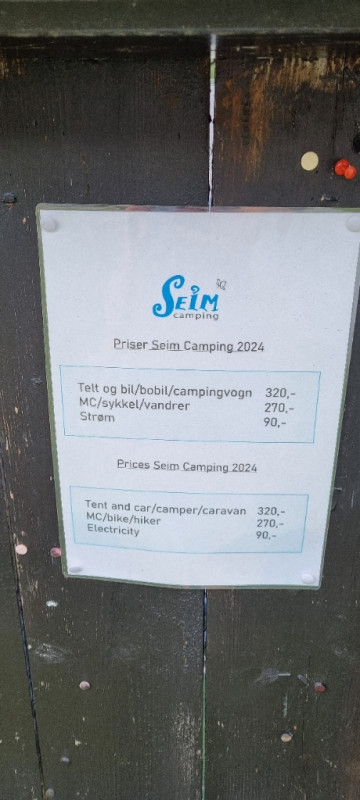 SEIM
camping
Priser Seim Camping 2024
Telt og bil/bobil/campingvogn 320,-
MC/sykkel/vandrer 270,-
Strøm 90,-
Prices Seim Camping 2024
Tent and car/camper/caravan 320,-
MC/bike/hiker 270,-
Electricity 90,-